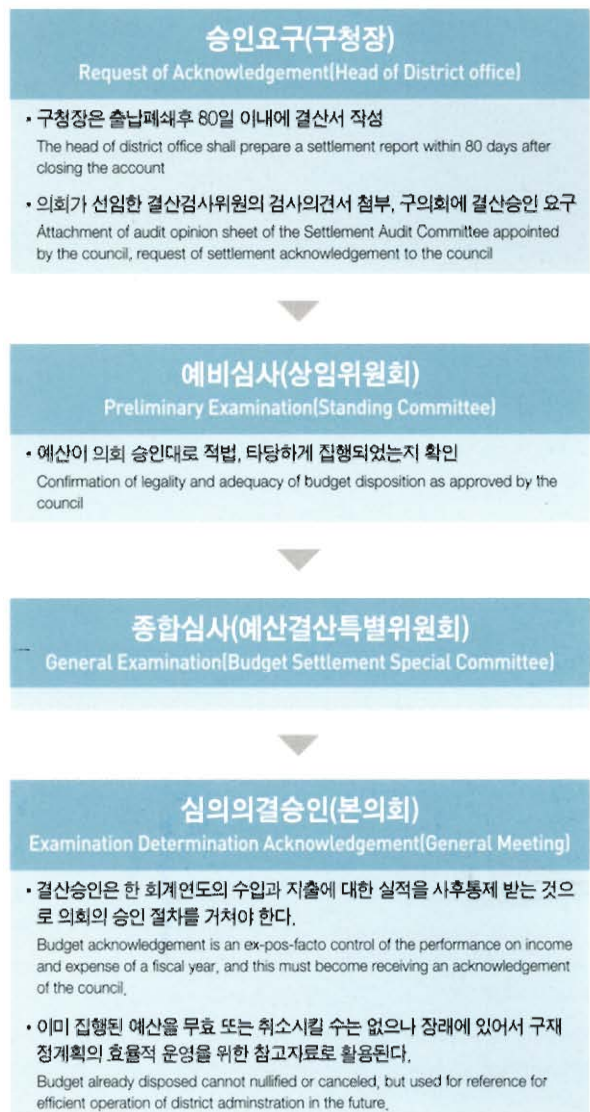 승인요구(구청장)
Request of Acknowledgement(Head of District office)
• 구청장은 출납폐쇄후 80일 이내에 결산서 작성
The head of district office shall prepare a settlement report within 80 days after
closing the account
• 의회가 선임한 결산검사위원의 검사의견서 첨부, 구의회에 결산승인 요구
Attachment of audit opinion sheet of the Settlement Audit Committee appointed
by the council, request of settlement acknowledgement to the council
예비심사(상임위원회)
Preliminary Examination(Standing Committee)
• 예산이 의회 승인대로 적법, 타당하게 집행되었는지 확인
Confirmation of legality and adequacy of budget disposition as approved by the
council
종합심사(예산결산특별위원회)
General Examination(Budget Settlement Special Committee)
심의의결승인(본의회)
Examination Determination Acknowledgement(General Meeting)
• 결산승인은 한 회계연도의 수입과 지출에 대한 실적을 사후통제 받는 것으
로 의회의 승인 절차를 거쳐야 한다.
Budget acknowledgement is an ex-pos-facto control of the performance on income
and expense of a fiscal year, and this must become receiving an acknowledgement
of the council.
• 이미 집행된 예산을 무효 또는 취소시킬 수는 없으나 장래에 있어서 구재
정계획의 효율적 운영을 위한 참고자료로 활용된다.
Budget already disposed cannot nullified or canceled, but used for reference for
efficient operation of district adminstration in the future.